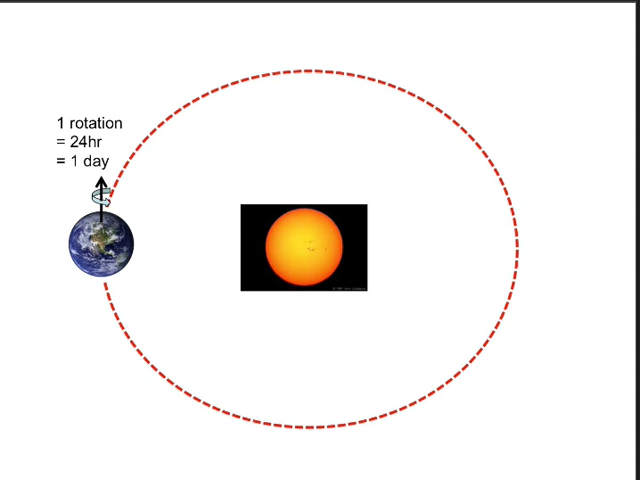 1 rotation
= 24hr
= 1 day